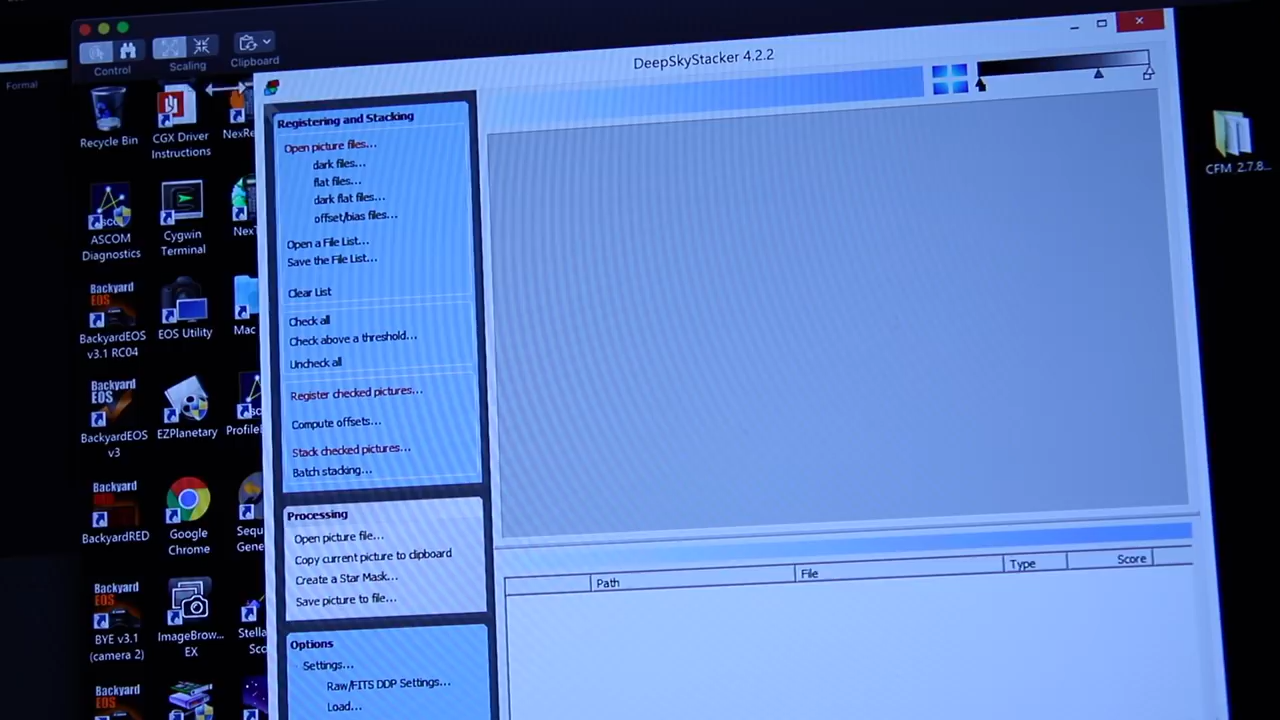 DeepSkyStacker 4.2.2
Control
Scaling
Clipboard
Formal
Recycle Bin
CGX Driver
Instructions
ASCOM
Diagnostics
Cygwin
Terminal
Backyard
EOS
BackyardEOS
v3.1 RC04
EOS Utility
Mac
Backyard
EOS
BackyardEOS
v3
EZPlanetary
Backyard
BackyardRED
Google
Chrome
Backyard
EOS
BYE v3.1
(camera 2)
ImageBrow...
EX
Backyard
EOS
Registering and Stacking
Open picture files...
dark files...
flat files...
dark flat files...
offset/bias files...
Open a File List...
Save the File List...
Clear List
Check all
Check above a threshold...
Uncheck all
Register checked pictures...
Compute offsets...
Stack checked pictures...
Batch stacking...
Processing
Open picture file...
Copy current picture to clipboard
Create a Star Mask...
Save picture to file...
Options
Settings...
Raw/FITS DDP Settings...
Load...
Path
File
Type
Score
CFM_2.7.8...